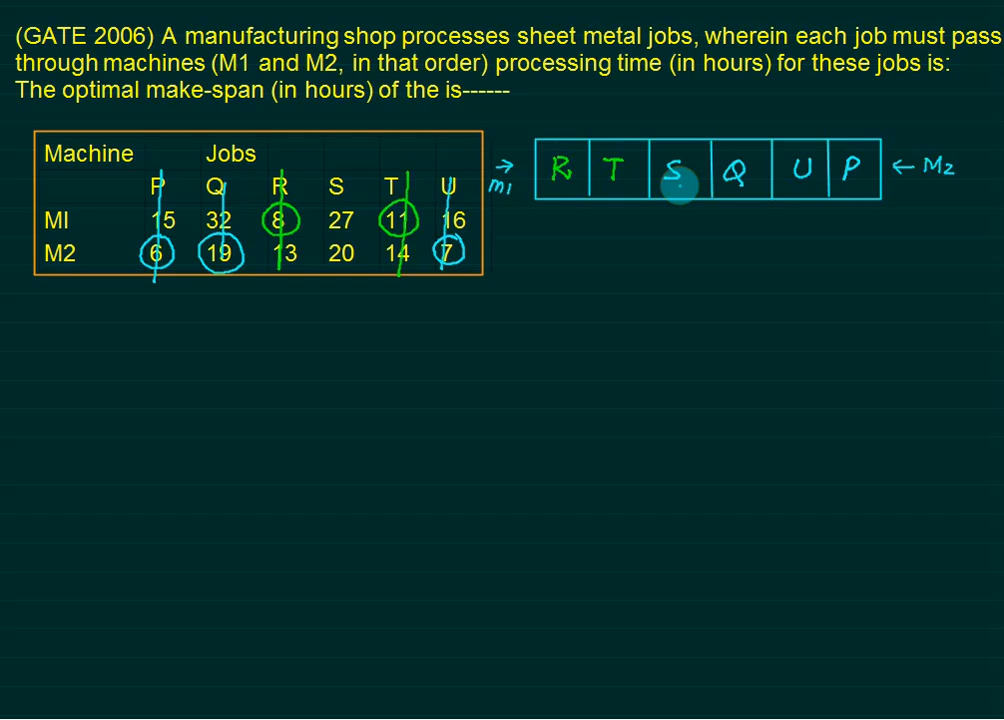 (GATE 2006) A manufacturing shop processes sheet metal jobs, wherein each job must pass
through machines (M1 and M2, in that order) processing time (in hours) for these jobs is:
The optimal make-span (in hours) of the is------
Machine Jobs
P Q R S T U
MI 15 32 8 27 11 16
M2 6 19 13 20 14 7
→ m1 R T S Q U P ← M2